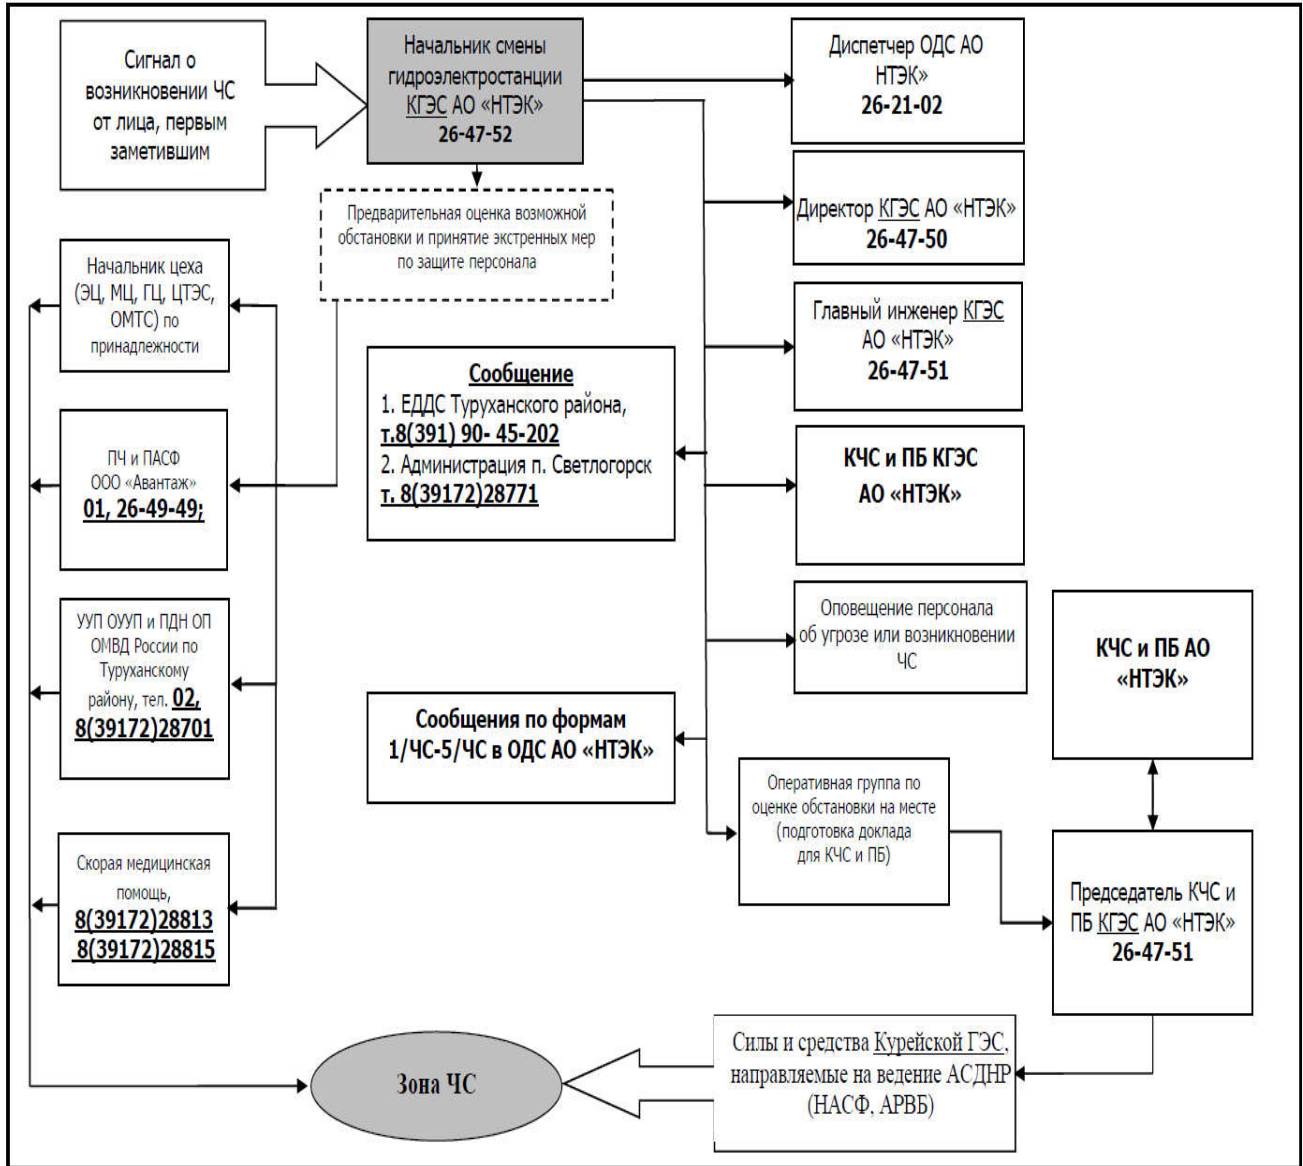 Сигнал о
возникновении ЧС
от лица, первым
заметившим
Начальник смены
гидроэлектростанции
КГЭС АО «НТЭК»
26-47-52
Диспетчер ОДС АО
НТЭК»
26-21-02
Предварительная оценка возможной
обстановки и принятие экстренных мер
по защите персонала
Директор КГЭС АО «НТЭК»
26-47-50
Начальник цеха
(ЭЦ, МЦ, ГЦ, ЦТЭС,
ОМТС) по
принадлежности
Главный инженер КГЭС
АО «НТЭК»
26-47-51
Сообщение
1. ЕДДС Туруханского района,
т.8(391) 90- 45-202
2. Администрация п. Светлогорск
т. 8(39172)28771
ПЧ и ПАСФ
ООО «Авантаж»
01, 26-49-49;
КЧС и ПБ КГЭС
АО «НТЭК»
УУП ОУУП и ПДН ОП
ОМВД России по
Туруханскому
району, тел. 02,
8(39172)28701
Оповещение персонала
об угрозе или возникновении
ЧС
КЧС и ПБ АО
«НТЭК»
Сообщения по формам
1/ЧС-5/ЧС в ОДС АО «НТЭК»
Оперативная группа по
оценке обстановки на месте
(подготовка доклада
для КЧС и ПБ)
Скорая медицинская
помощь,
8(39172)28813
8(39172)28815
Председатель КЧС и
ПБ КГЭС АО «НТЭК»
26-47-51
Зона ЧС
Силы и средства Курейской ГЭС,
направляемые на ведение АСДНР
(НАСФ, АРВБ)